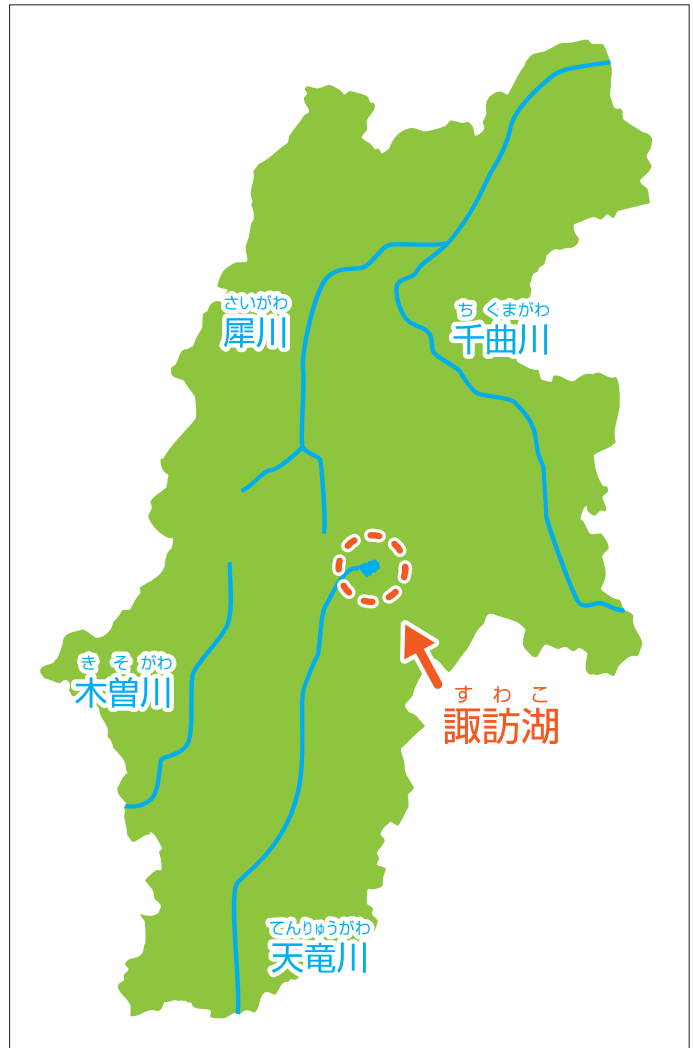 さいがわ
犀川
ち くまがわ
千曲川
き そ がわ
木曽川
す わ こ
諏訪湖
てんりゅうがわ
天竜川